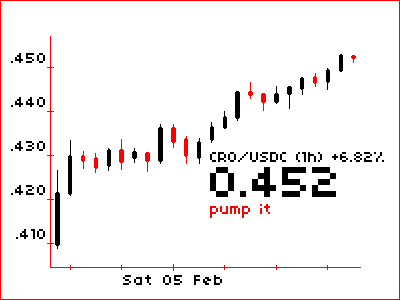 .450
.440
.430
CRO/USDC (1h) +6.82%
0.452
.420
pump it
.410
Sat 05 Feb